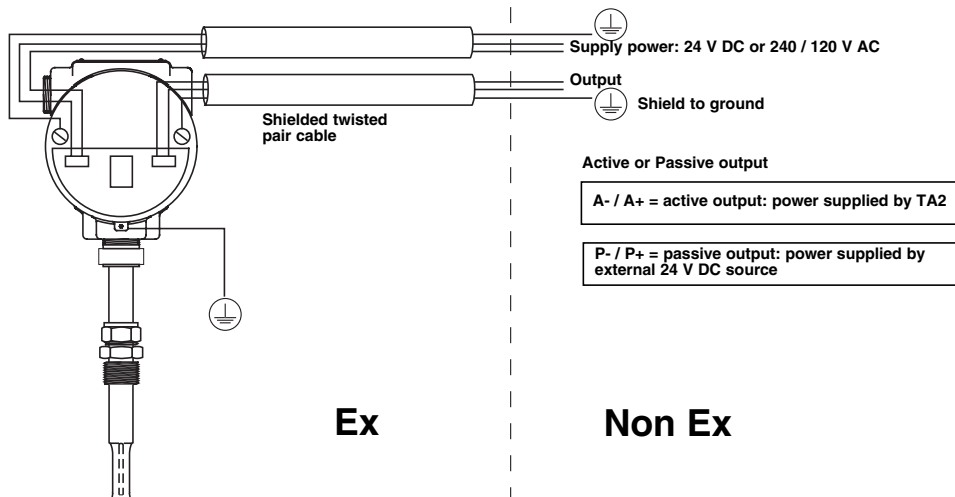 Supply power: 24 V DC or 240 / 120 V AC
Output
Shield to ground
Shielded twisted
pair cable
Active or Passive output
A- / A+ = active output: power supplied by TA2
P- / P+ = passive output: power supplied by
external 24 V DC source
Ex
Non Ex